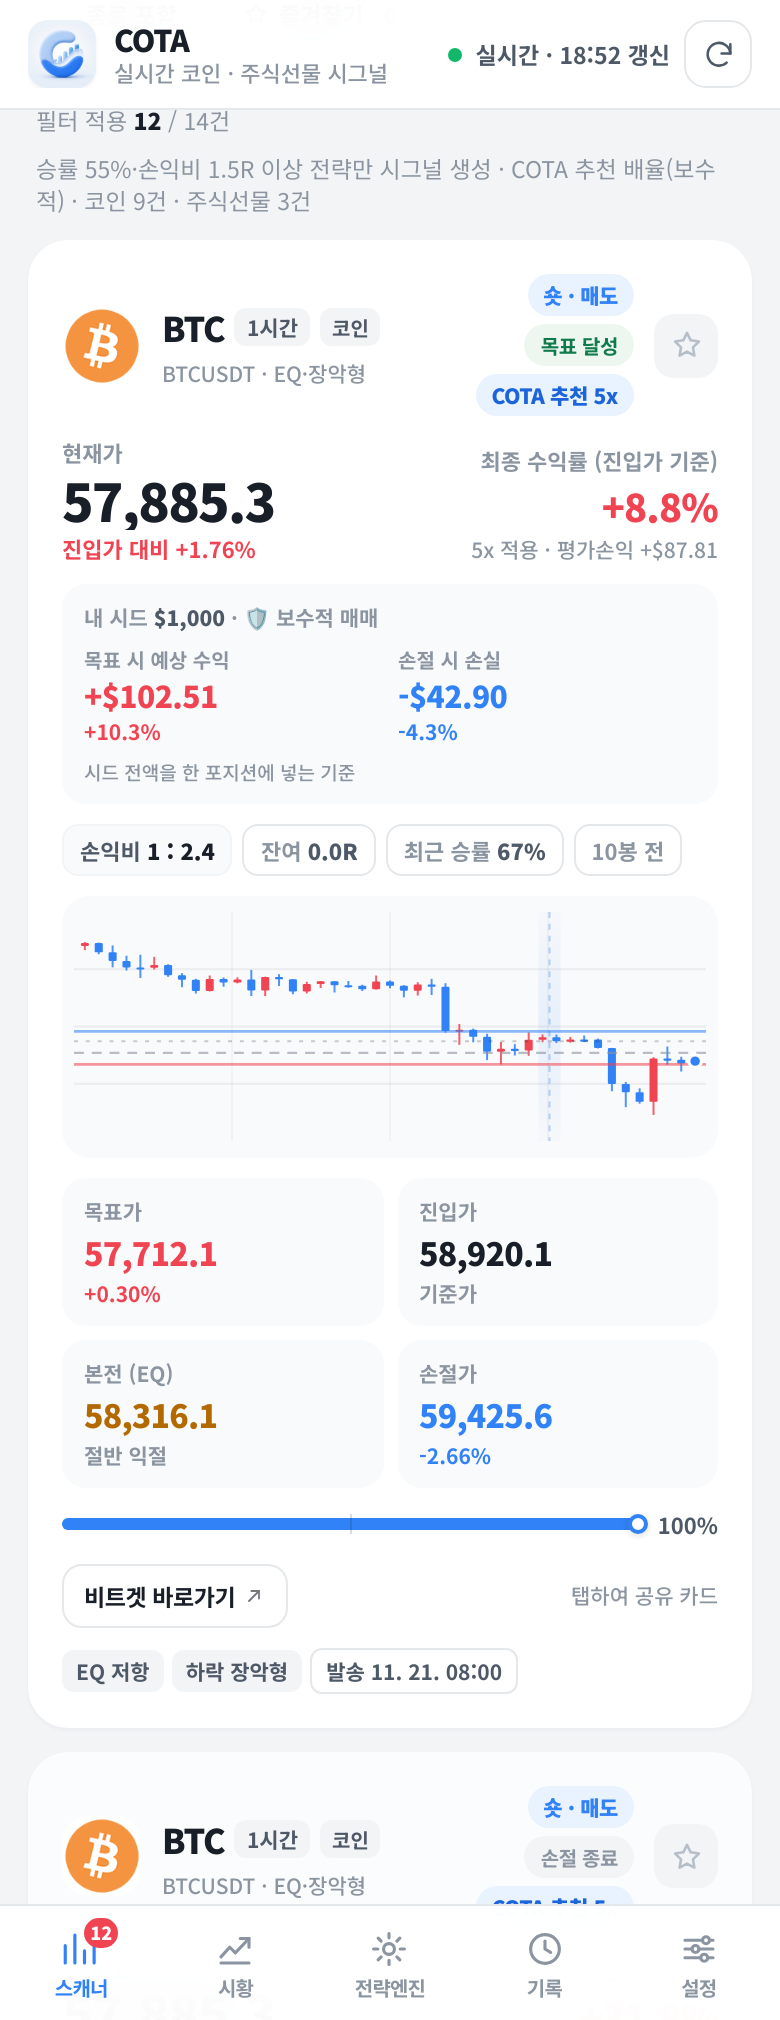 COTA
실시간 코인 · 주식선물 시그널
실시간 · 18:52 갱신
필터 적용 12 / 14건
승률 55%·손익비 1.5R 이상 전략만 시그널 생성 · COTA 추천 배율(보수
적) · 코인 9건 · 주식선물 3건
BTC 1시간 코인
BTCUSDT · EQ·장악형
숏 · 매도
목표 달성
COTA 추천 5x
현재가
57,885.3
진입가 대비 +1.76%
최종 수익률 (진입가 기준)
+8.8%
5x 적용 · 평가손익 +$87.81
내 시드 $1,000 · 🛡️ 보수적 매매
목표 시 예상 수익
+$102.51
+10.3%
손절 시 손실
-$42.90
-4.3%
시드 전액을 한 포지션에 넣는 기준
손익비 1 : 2.4
잔여 0.0R
최근 승률 67%
10봉 전
목표가
57,712.1
+0.30%
진입가
58,920.1
기준가
본전 (EQ)
58,316.1
절반 익절
손절가
59,425.6
-2.66%
100%
비트겟 바로가기 ↗
탭하여 공유 카드
EQ 저항
하락 장악형
발송 11. 21. 08:00
BTC 1시간 코인
BTCUSDT · EQ·장악형
숏 · 매도
손절 종료
COTA 추천 5
12
스캐너
시황
전략엔진
기록
설정